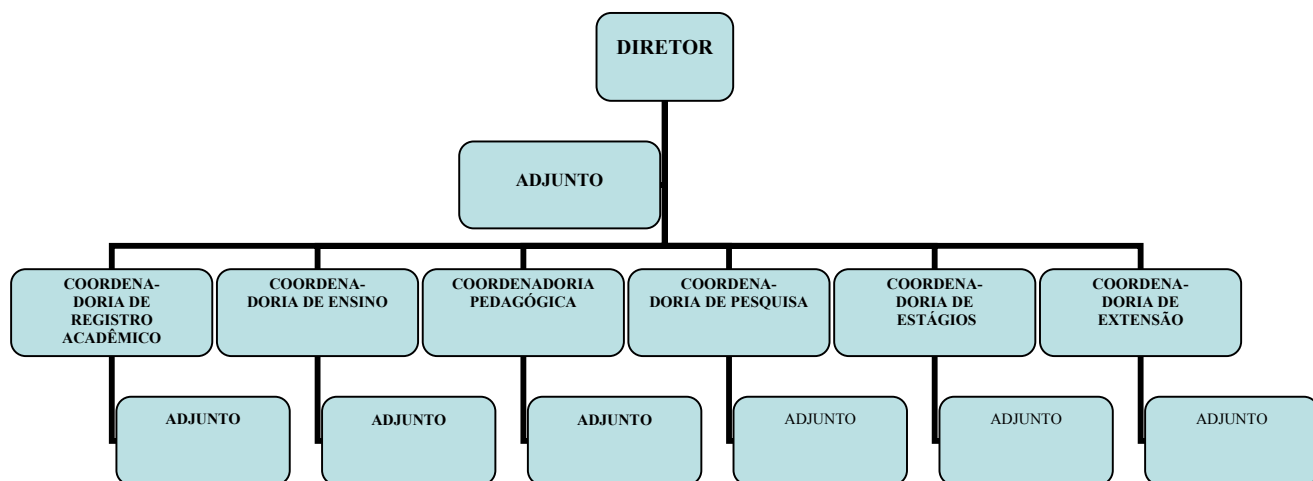 DIRETOR
ADJUNTO
COORDENA-
DORIA DE
REGISTRO
ACADÊMICO
COORDENA-
DORIA DE ENSINO
COORDENADORIA
PEDAGÓGICA
COORDENA-
DORIA DE PESQUISA
COORDENA-
DORIA DE
ESTÁGIOS
COORDENA-
DORIA DE
EXTENSÃO
ADJUNTO
ADJUNTO
ADJUNTO
ADJUNTO
ADJUNTO
ADJUNTO